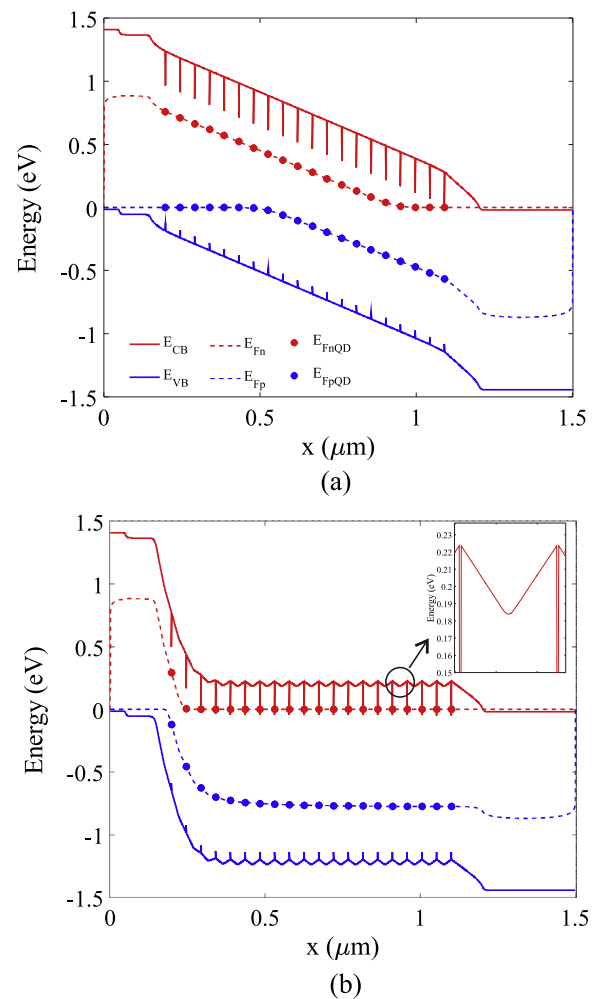 1.5
1
0.5
0
-0.5
-1
-1.5
Energy (eV)
E_CB E_Fn E_FnQD
E_VB E_Fp E_FpQD
0 0.5 1 1.5
x (μm)
(a)
1.5
1
0.5
0
-0.5
-1
-1.5
Energy (eV)
0.23
0.22
0.21
0.2
0.19
0.18
0.17
0.16
0.15
Energy (eV)
0 0.5 1 1.5
x (μm)
(b)